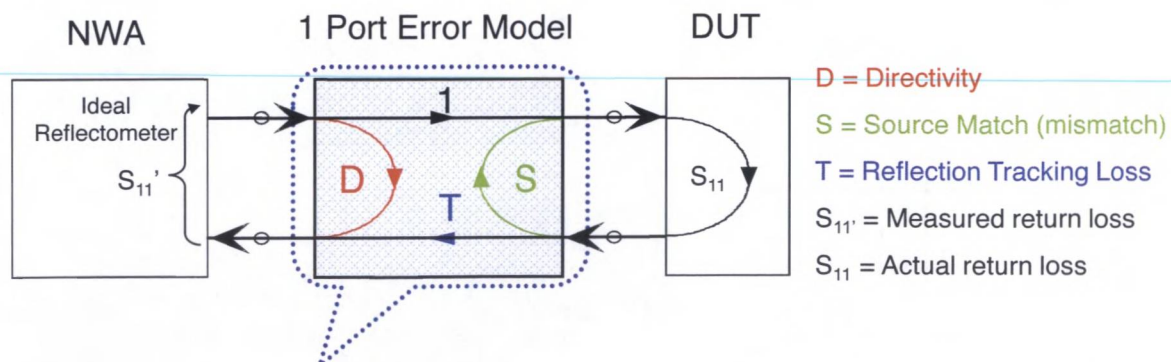 NWA
1 Port Error Model
DUT
Ideal
Reflectometer
S₁₁'
1
D
S
T
S₁₁
D = Directivity
S = Source Match (mismatch)
T = Reflection Tracking Loss
S₁₁' = Measured return loss
S₁₁ = Actual return loss